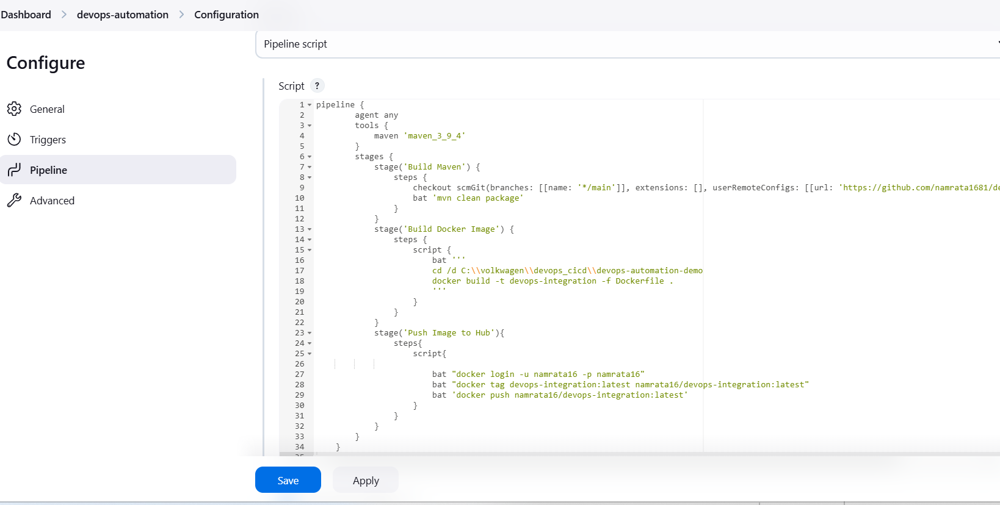 Dashboard > devops-automation > Configuration
Pipeline script
Configure
General
Triggers
Pipeline
Advanced
Script ?
1 pipeline {
2 agent any
3 tools {
4 maven 'maven_3_9_4'
5 }
6 stages {
7 stage('Build Maven') {
8 steps {
9 checkout scmGit(branches: [[name: '*/main']], extensions: [], userRemoteConfigs: [[url: 'https://github.com/namrata1681/de
10 bat 'mvn clean package'
11 }
12 }
13 stage('Build Docker Image') {
14 steps {
15 script {
16 bat '''
17 cd /d C:\\volkwagen\\devops_cicd\\devops-automation-demo
18 docker build -t devops-integration -f Dockerfile .
19 '''
20 }
21 }
22 }
23 stage('Push Image to Hub'){
24 steps{
25 script{
26
27 bat "docker login -u namrata16 -p namrata16"
28 bat "docker tag devops-integration:latest namrata16/devops-integration:latest"
29 bat 'docker push namrata16/devops-integration:latest'
30 }
31 }
32 }
33 }
34 }
35
Save
Apply